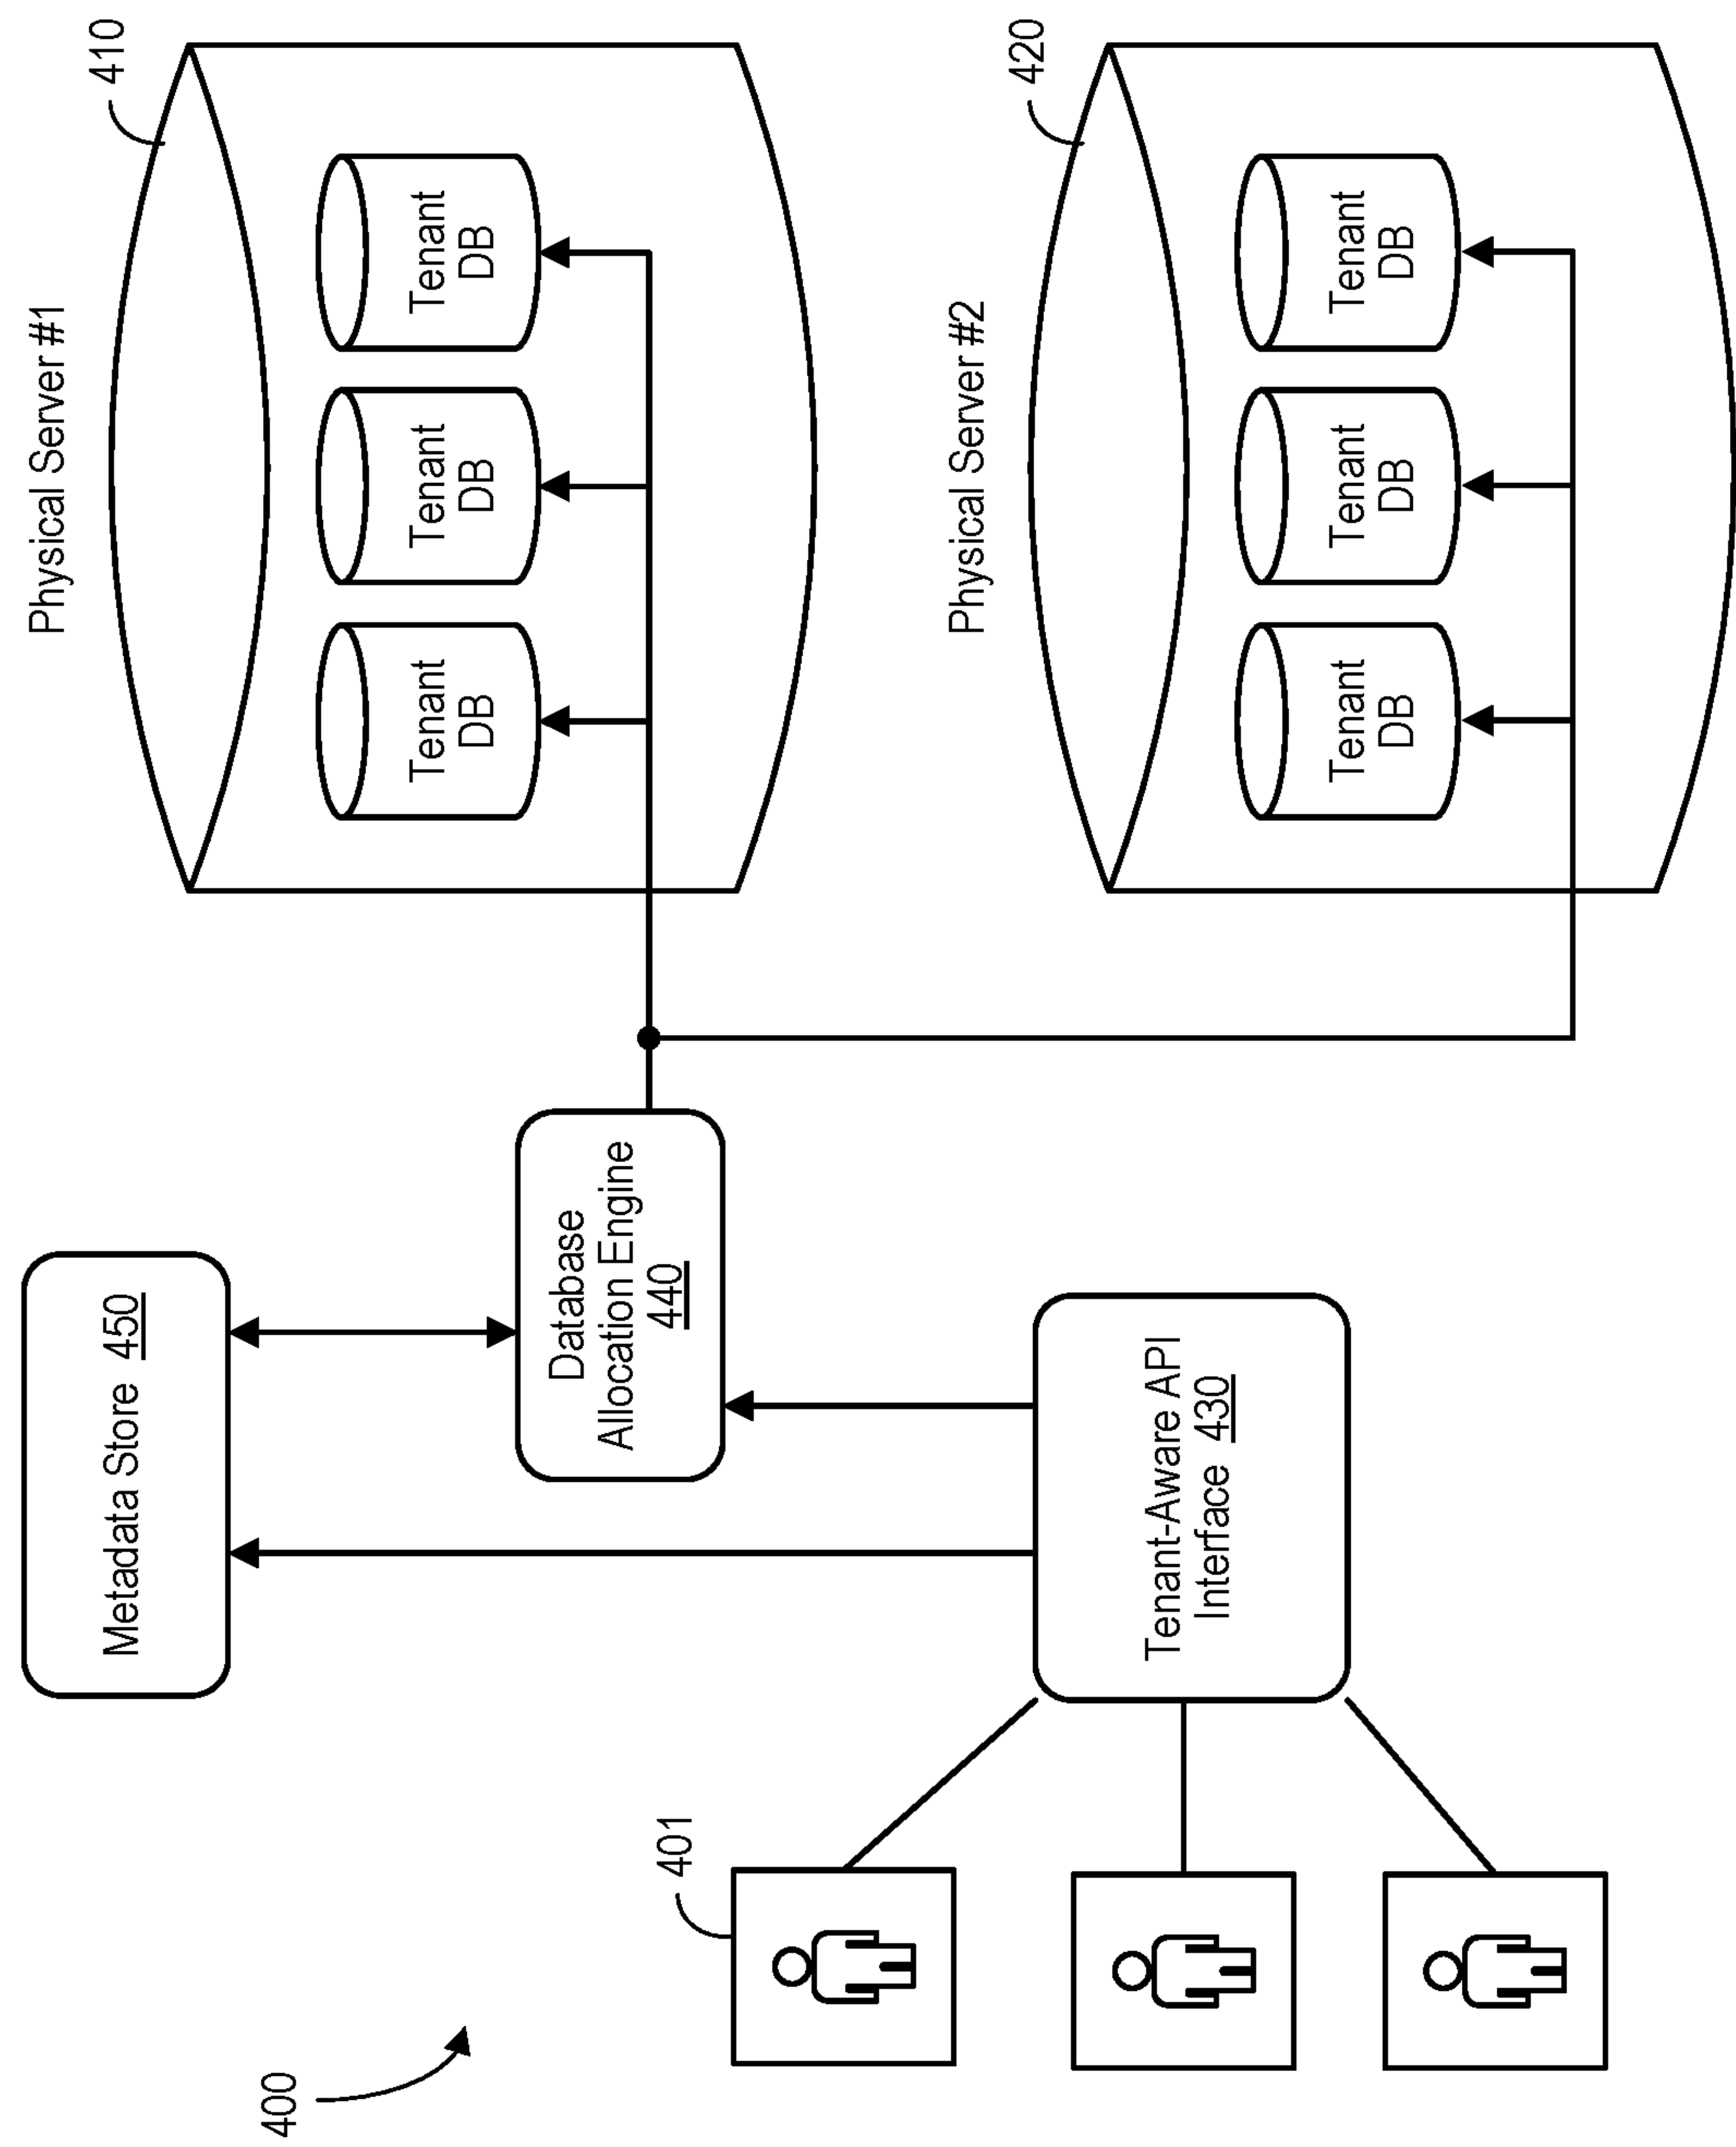 400
401
Metadata Store 450
Database
Allocation Engine
440
Tenant-Aware API
Interface 430
Physical Server #1
410
Tenant
DB
Tenant
DB
Tenant
DB
Physical Server #2
420
Tenant
DB
Tenant
DB
Tenant
DB